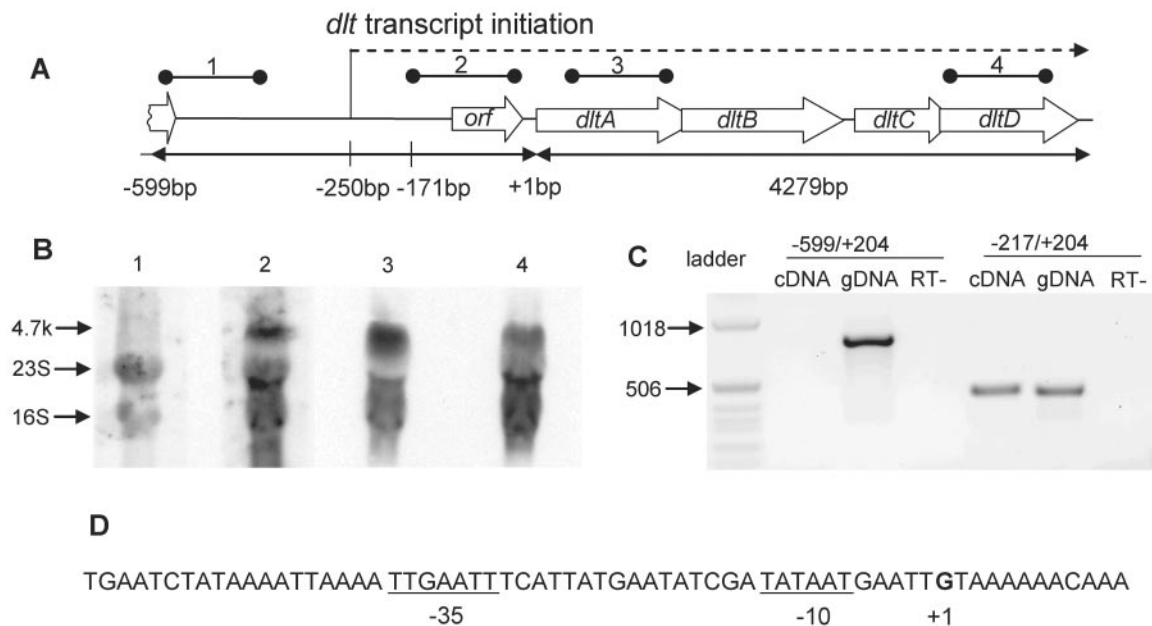 dlt transcript initiation
A
1
2
3
4
orf
dltA
dltB
dltC
dltD
-599bp
-250bp
-171bp
+1bp
4279bp
B
1
2
3
4
4.7k
23S
16S
C
ladder
-599/+204
-217/+204
cDNA gDNA RT-
cDNA gDNA RT-
1018
506
D
TGAATCTATAAAATTAAAA TTGAATT TCATTATGAATATCGA TATAAT GAATTGTAAAAAACAAA
-35
-10
+1